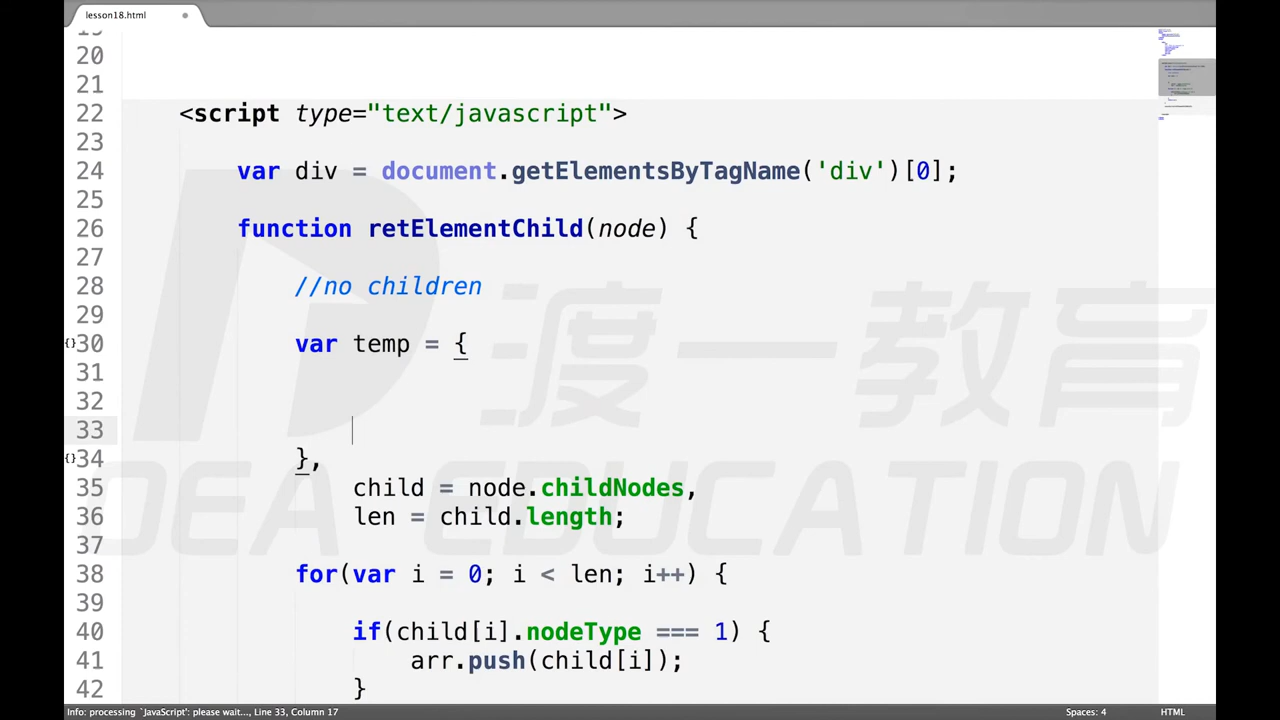 lesson18.html
19
20
21
22 <script type="text/javascript">
23
24 var div = document.getElementsByTagName('div')[0];
25
26 function retElementChild(node) {
27
28 //no children
29
{}30 var temp = {
31
32
33
{}34 },
35 child = node.childNodes,
36 len = child.length;
37
38 for(var i = 0; i < len; i++) {
39
40 if(child[i].nodeType === 1) {
41 arr.push(child[i]);
42 }
渡一教育
DEA EDUCATION
Info: processing `JavaScript': please wait..., Line 33, Column 17
Spaces: 4
HTML